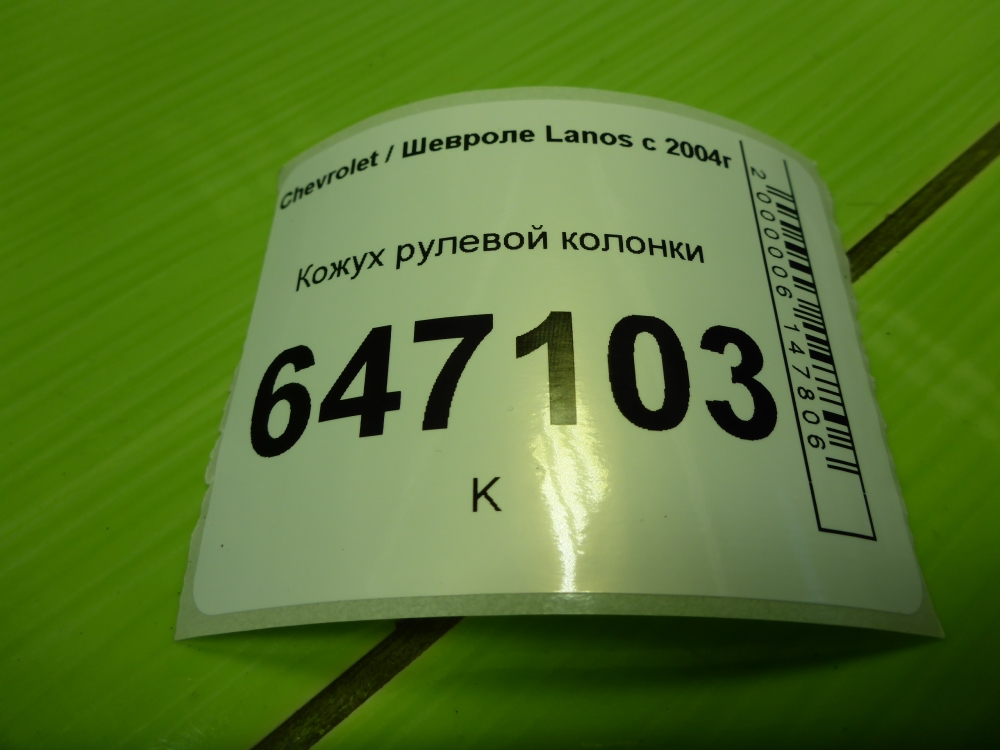 Chevrolet / Шевроле Lanos с 2004г
Кожух рулевой колонки
647103
К
2000006147806